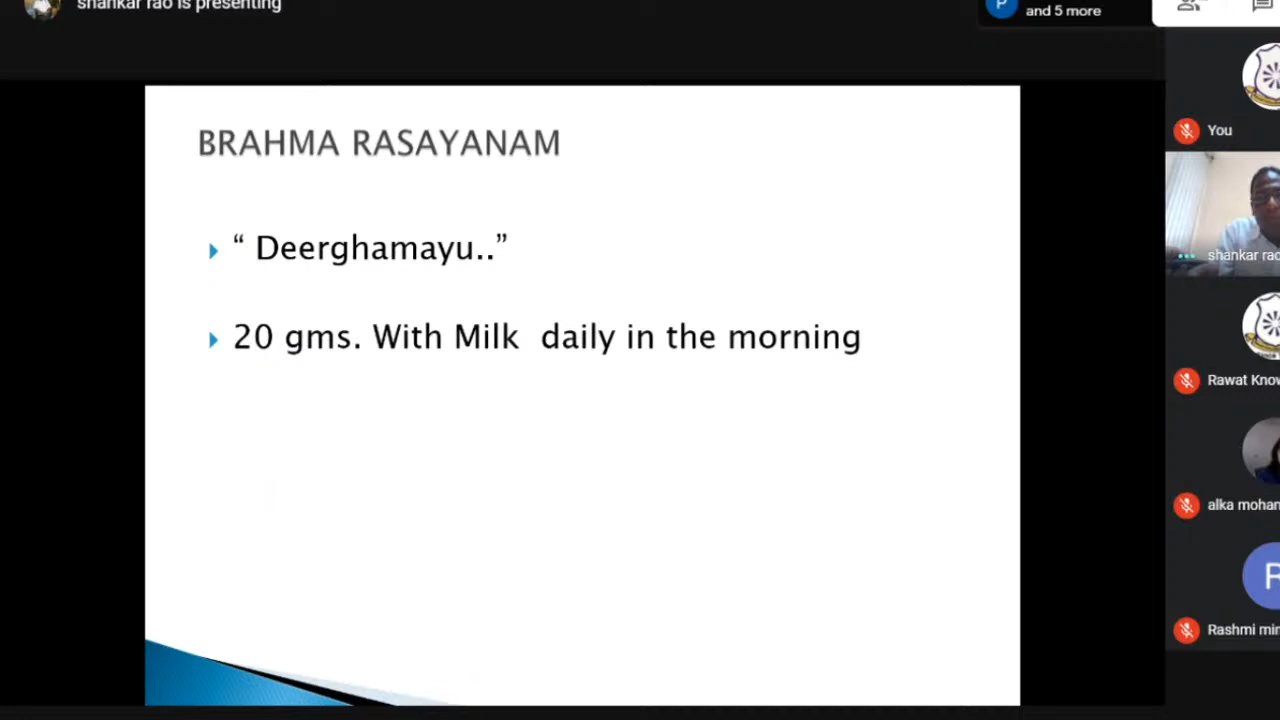 shankar rao is presenting
P
and 5 more
BRAHMA RASAYANAM
“ Deerghamayu..”
20 gms. With Milk daily in the morning
You
shankar rao
Rawat Know
alka mohan
R
Rashmi mi